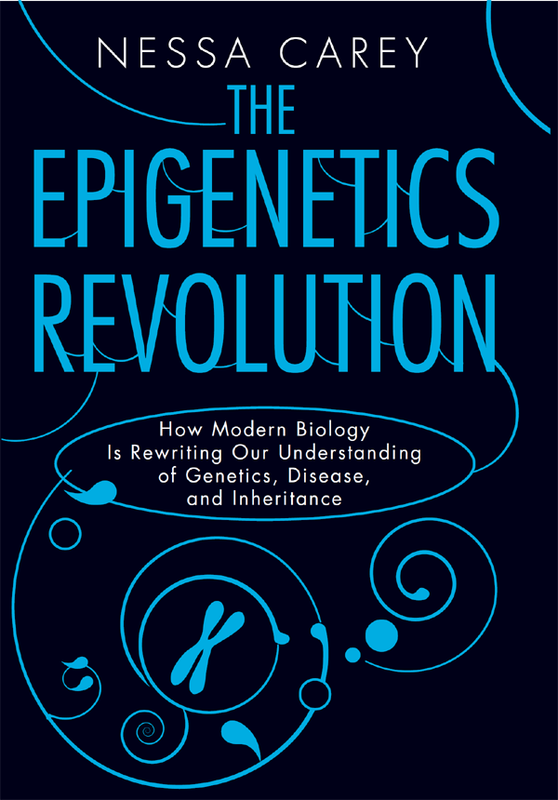 NESSA CAREY
THE
EPIGENETICS
REVOLUTION
How Modern Biology
Is Rewriting Our Understanding
of Genetics, Disease,
and Inheritance